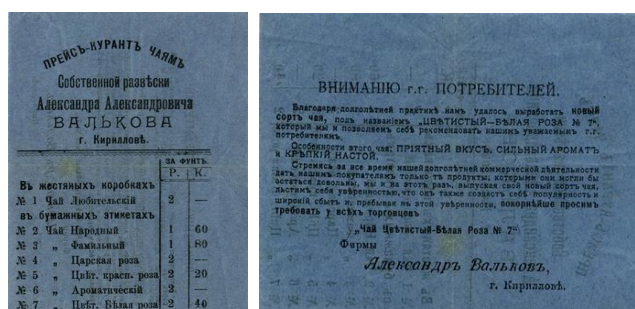 ПРЕЙСЪ-КУРАНТЪ ЧАЯМЪ
Собственной развѣски
Александра Александровича
ВАЛЬКОВА
г. Кирилловъ.
ЗА ФУНТЪ.
Р. К.
Въ жестяныхъ коробкахъ
№ 1 Чай Любительскій 2 —
въ бумажныхъ этикетахъ
№ 2 Чай Народный 1 60
№ 3 „ Фамильный 1 80
№ 4 „ Царская роза 2 —
№ 5 „ Цвѣт. красн. роза 2 20
№ 6 „ Ароматическій 2 —
№ 7 „ Цвѣт. Бѣлая роза 2 40
ВНИМАНІЮ г.г. ПОТРЕБИТЕЛЕЙ.
Благодаря долголѣтней практикѣ намъ удалось выработать новый
сортъ чая, подъ названіемъ „ЦВѢТИСТЫЙ—БѢЛАЯ РОЗА № 7“,
который мы и позволяемъ себѣ рекомендовать нашимъ уважаемымъ г.г.
потребителямъ.
Особенности этого чая: ПРІЯТНЫЙ ВКУСЪ, СИЛЬНЫЙ АРОМАТЪ
и КРѢПКІЙ НАСТОЙ.
Стремясь за все время нашей долголѣтней коммерческой дѣятельности
дать нашимъ покупателямъ только тѣ продукты, которыми они могли бы
остаться довольны, мы и на этотъ разъ, выпуская свой новый сортъ чая,
льстимъ себя увѣренностью, что онъ также создастъ себѣ популярность и
широкій сбытъ и, пребывая въ этой увѣренности, покорнѣйше просимъ
требовать у всѣхъ торговцевъ
„Чай Цвѣтистый-Бѣлая Роза № 7“
Фирмы
Александръ Вальковъ,
г. Кирилловъ.